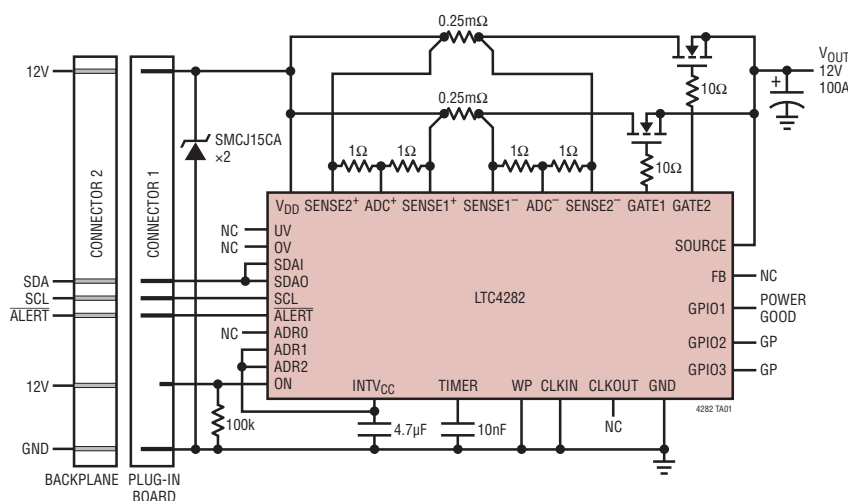 0.25mΩ
12V
0.25mΩ
10Ω
V_OUT
12V
100A
+
SMCJ15CA
×2
10Ω
1Ω 1Ω 1Ω 1Ω
CONNECTOR 2
CONNECTOR 1
V_DD SENSE2⁺ ADC⁺ SENSE1⁺ SENSE1⁻ ADC⁻ SENSE2⁻ GATE1 GATE2
NC UV
NC OV
SOURCE
SDAI
SDA
SDAO
FB NC
SCL
SCL
LTC4282
A̅L̅E̅R̅T̅
A̅L̅E̅R̅T̅
GPIO1 POWER
GOOD
NC ADR0
ADR1
GPIO2 GP
ADR2
GPIO3 GP
12V
ON
INTV_CC TIMER WP CLKIN CLKOUT GND
4282 TA01
100k
4.7µF
10nF
NC
GND
BACKPLANE PLUG-IN
BOARD